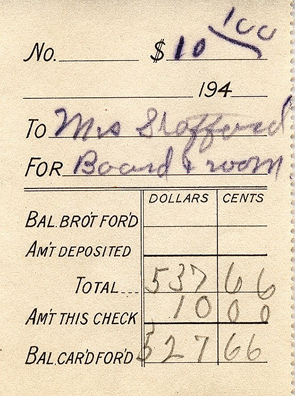 No. $ 10 100
194
To Mrs Stafford
For Board & room
DOLLARS CENTS
BAL. BRO'T FOR'D
AM'T DEPOSITED
TOTAL 537 66
AM'T THIS CHECK 10 00
BAL. CAR'D FOR'D 527 66